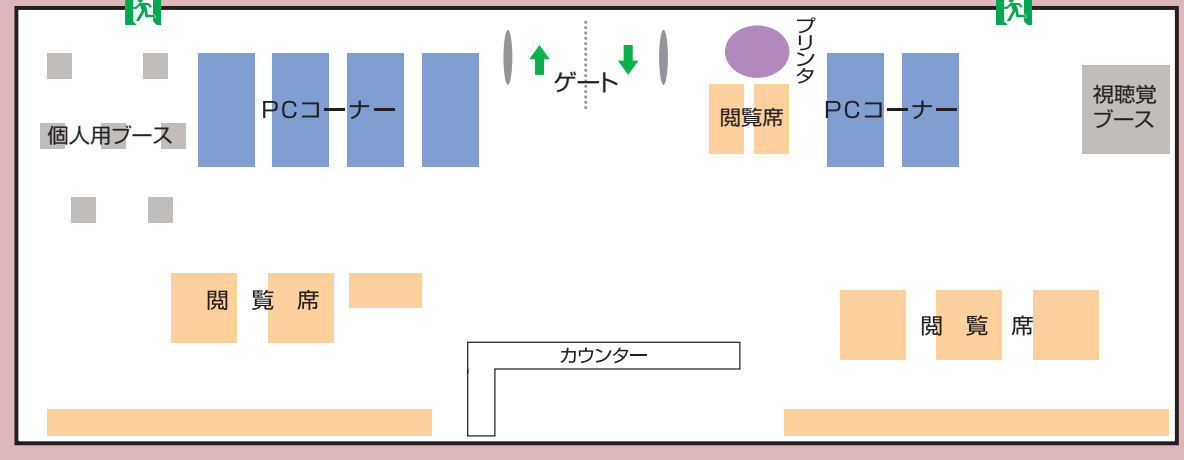 プリンタ
ゲート
PCコーナー
閲覧席
PCコーナー
視聴覚
ブース
個人用ブース
閲覧席
閲覧席
カウンター